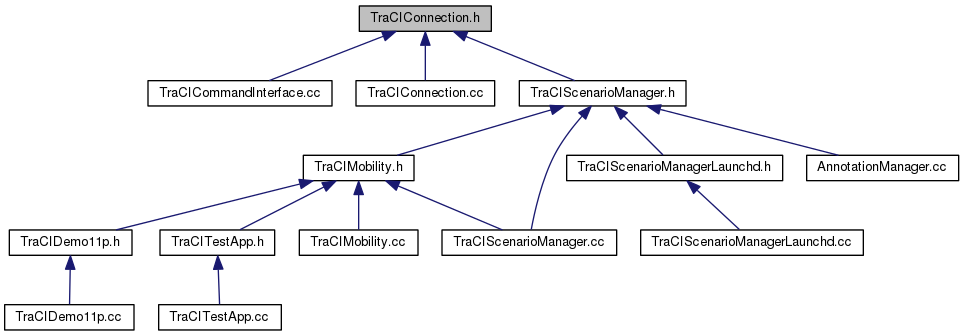 TraCIConnection.h
TraCICommandInterface.cc
TraCIConnection.cc
TraCIScenarioManager.h
TraCIMobility.h
TraCIScenarioManagerLaunchd.h
AnnotationManager.cc
TraCIDemo11p.h
TraCITestApp.h
TraCIMobility.cc
TraCIScenarioManager.cc
TraCIScenarioManagerLaunchd.cc
TraCIDemo11p.cc
TraCITestApp.cc